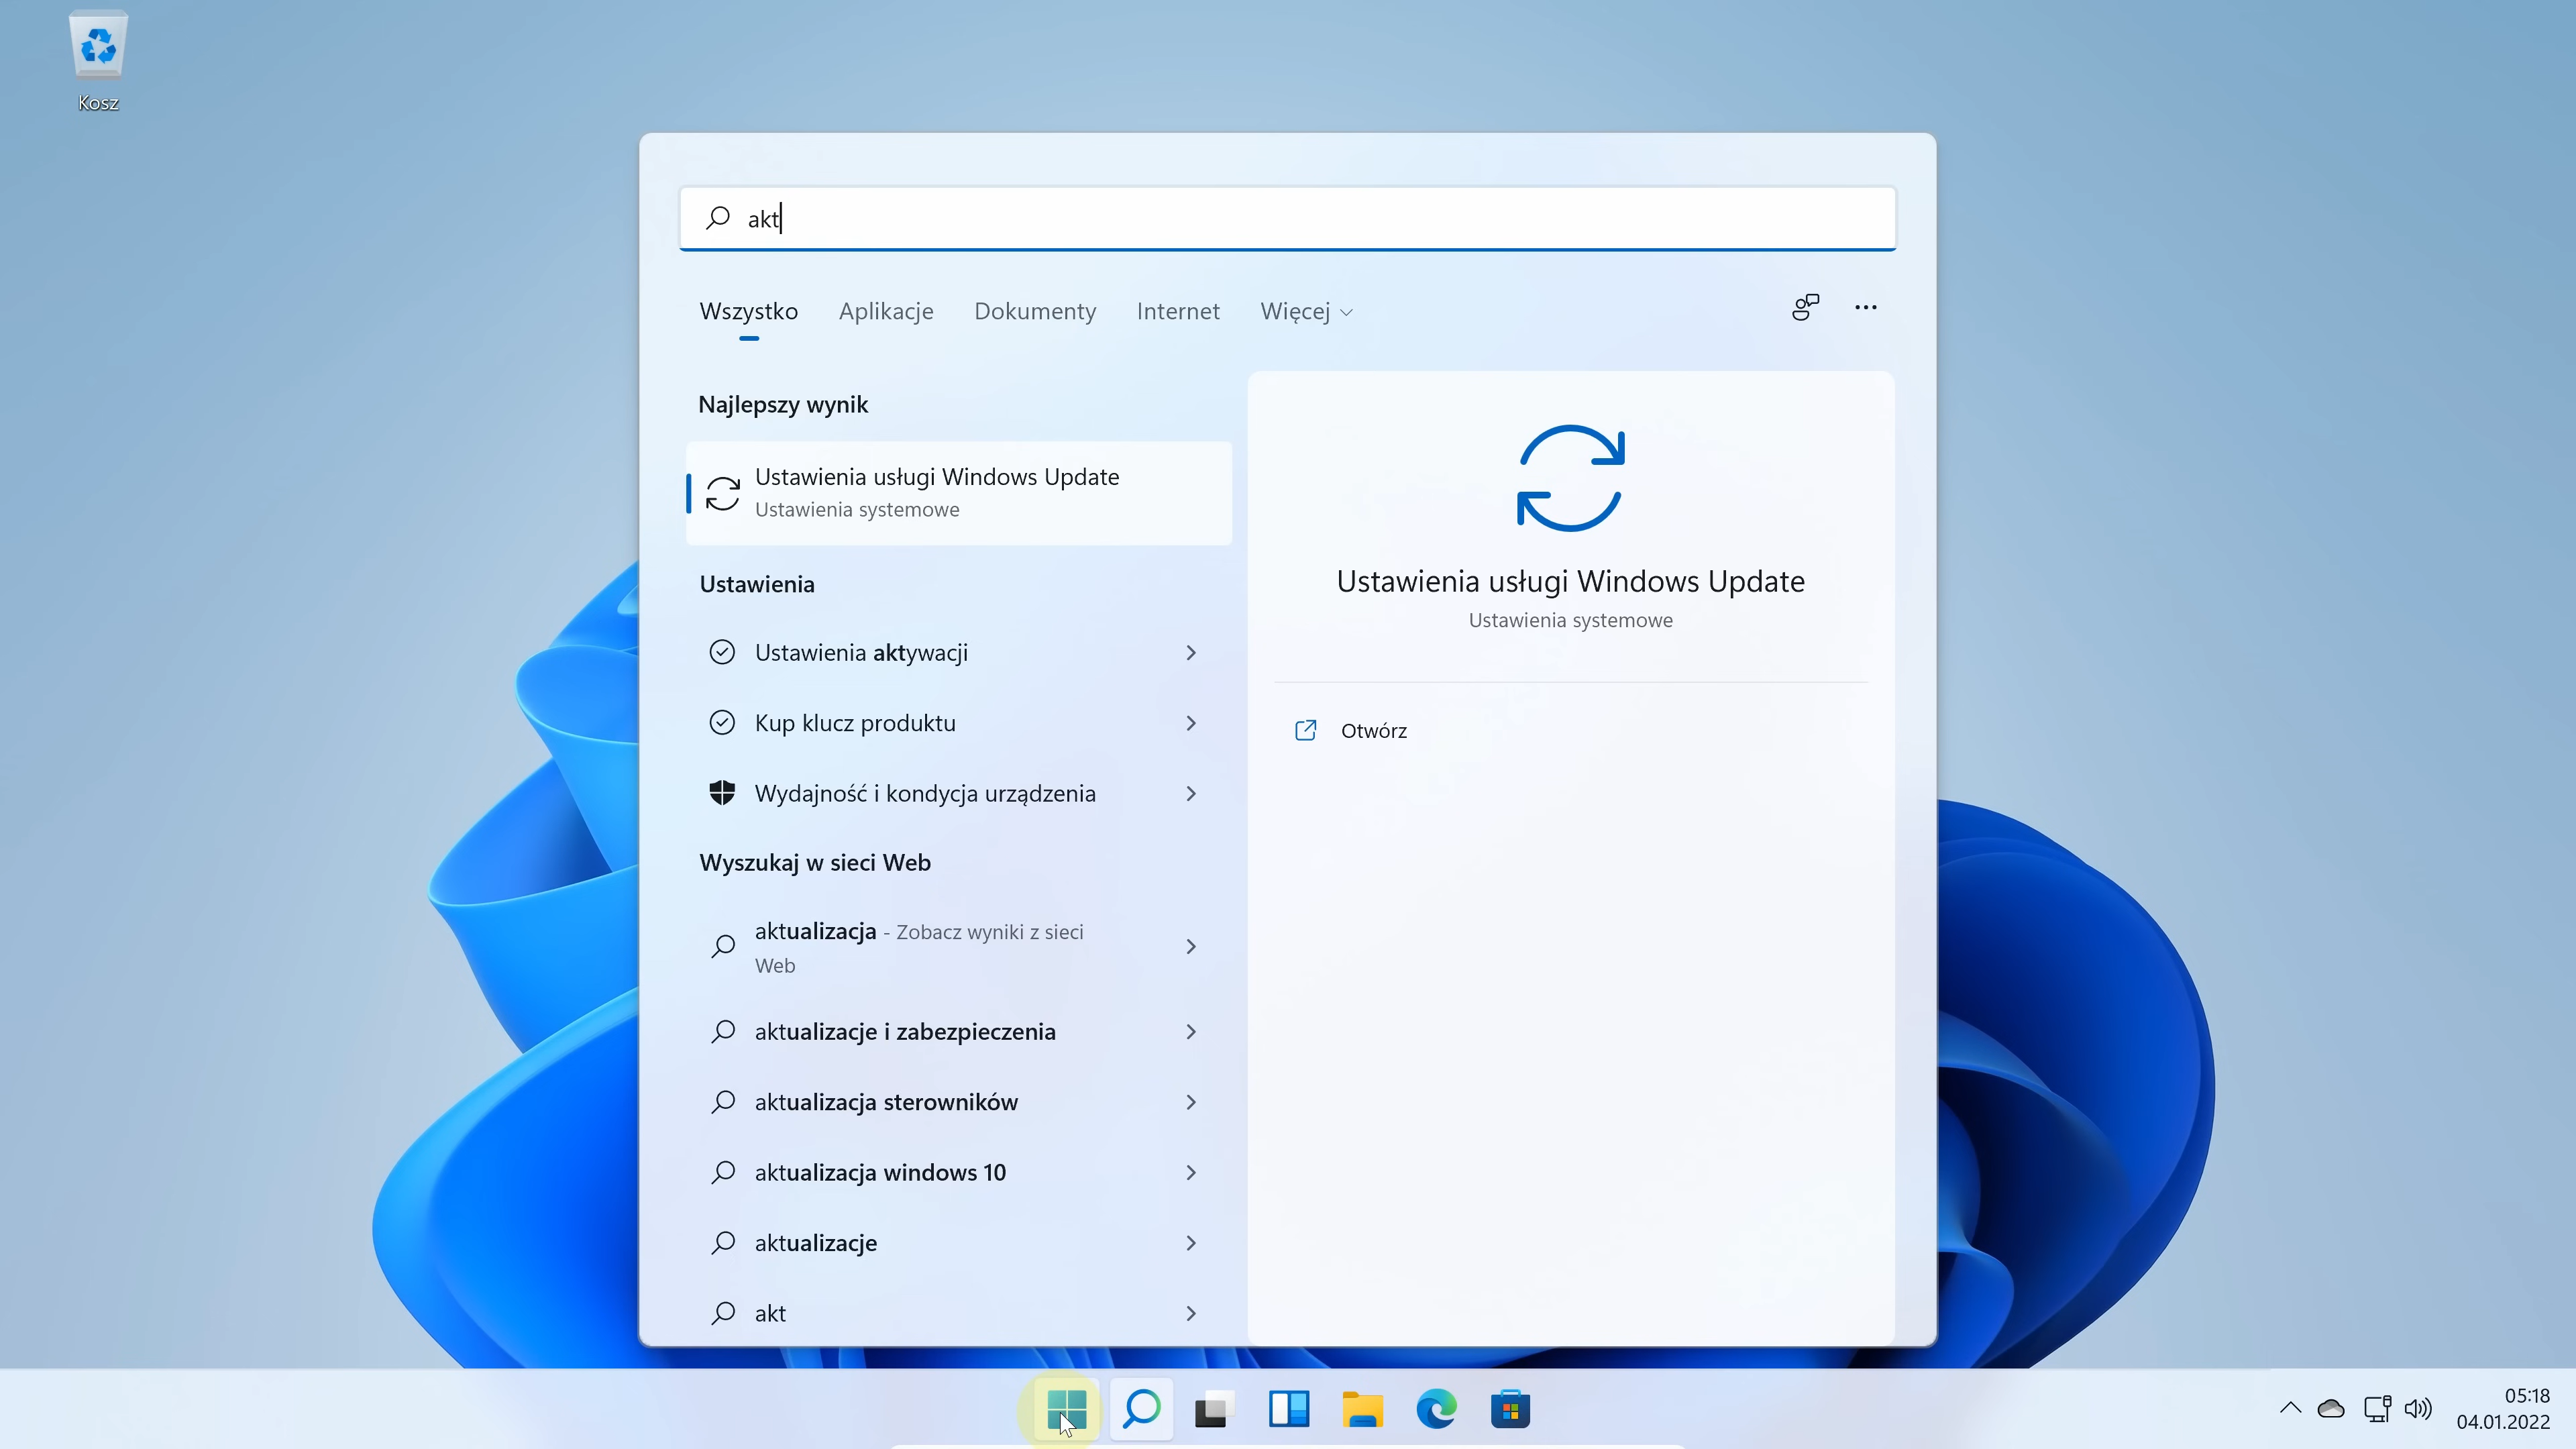 Kosz
akt
Wszystko Aplikacje Dokumenty Internet Więcej
Najlepszy wynik
Ustawienia usługi Windows Update
Ustawienia systemowe
Ustawienia
Ustawienia aktywacji
Kup klucz produktu
Wydajność i kondycja urządzenia
Wyszukaj w sieci Web
aktualizacja - Zobacz wyniki z sieci
Web
aktualizacje i zabezpieczenia
aktualizacja sterowników
aktualizacja windows 10
aktualizacje
akt
Ustawienia usługi Windows Update
Ustawienia systemowe
Otwórz
05:18
04.01.2022